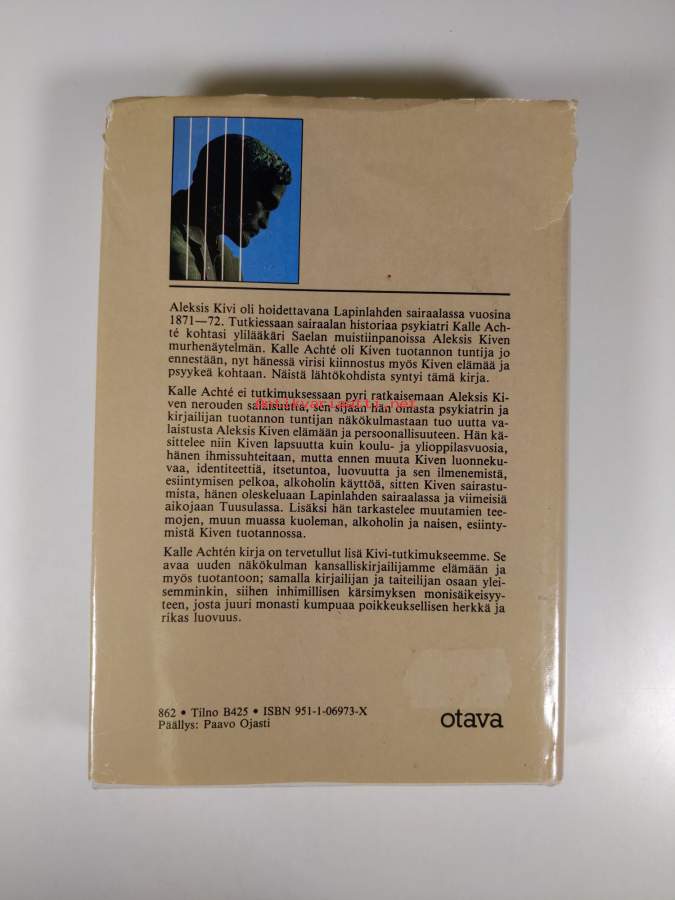 Aleksis Kivi oli hoidettavana Lapinlahden sairaalassa vuosina
1871—72. Tutkiessaan sairaalan historiaa psykiatri Kalle Ach-
té kohtasi ylilääkäri Saelan muistiinpanoissa Aleksis Kiven
murhenäytelmän. Kalle Achté oli Kiven tuotannon tuntija jo
ennestään, nyt hänessä virisi kiinnostus myös Kiven elämää ja
psyykeä kohtaan. Näistä lähtökohdista syntyi tämä kirja.
Kalle Achté ei tutkimuksessaan pyri ratkaisemaan Aleksis Ki-
ven nerouden salaisuutta, sen sijaan hän omasta psykiatrin ja
antikvariaatti.net
kirjailijan tuotannon tuntijan näkökulmastaan tuo uutta va-
laistusta Aleksis Kiven elämään ja persoonallisuuteen. Hän kä-
sittelee niin Kiven lapsuutta kuin koulu- ja ylioppilasvuosia,
hänen ihmissuhteitaan, mutta ennen muuta Kiven luonneku-
vaa, identiteettiä, itsetuntoa, luovuutta ja sen ilmenemistä,
esiintymisen pelkoa, alkoholin käyttöä, sitten Kiven sairastu-
mista, hänen oleskeluaan Lapinlahden sairaalassa ja viimeisiä
aikojaan Tuusulassa. Lisäksi hän tarkastelee muutamien tee-
mojen, muun muassa kuoleman, alkoholin ja naisen, esiinty-
mistä Kiven tuotannossa.
Kalle Achtén kirja on tervetullut lisä Kivi-tutkimukseemme. Se
avaa uuden näkökulman kansalliskirjailijamme elämään ja
myös tuotantoon; samalla kirjailijan ja taiteilijan osaan ylei-
semminkin, siihen inhimillisen kärsimyksen monisäikeisyy-
teen, josta juuri monasti kumpuaa poikkeuksellisen herkkä ja
rikas luovuus.
862 • Tilno B425 • ISBN 951-1-06973-X
Päällys: Paavo Ojasti
otava